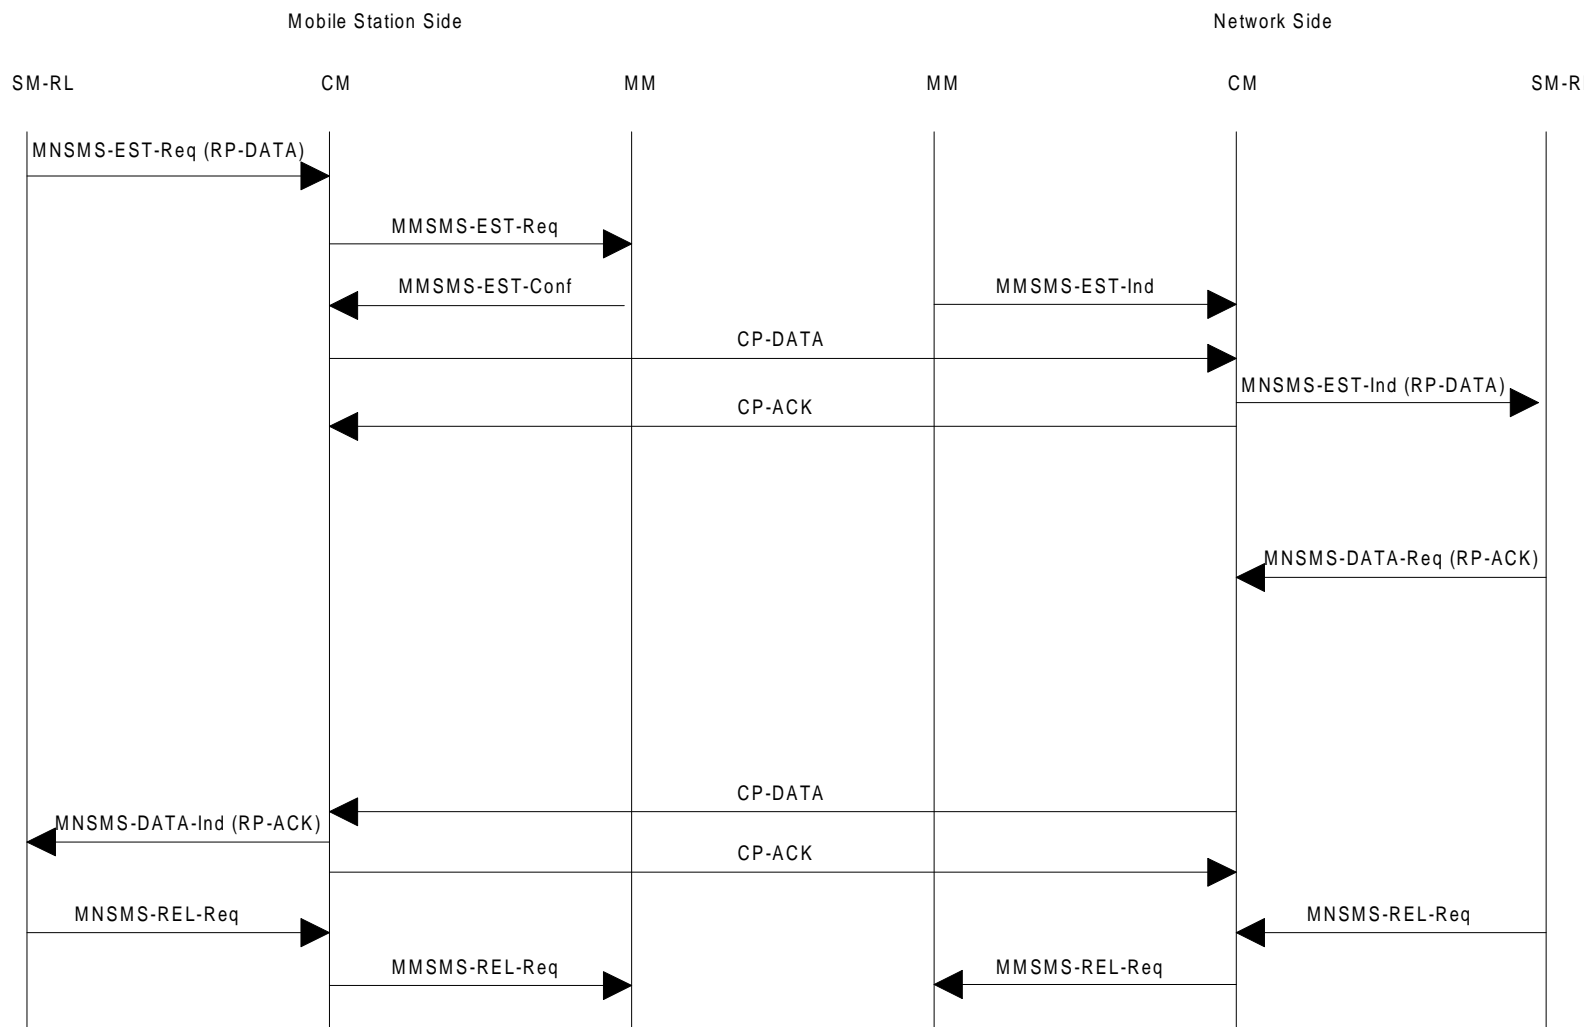 Mobile Station Side Network Side
SM-RL CM MM MM CM SM-R
MNSMS-EST-Req (RP-DATA)
MMSMS-EST-Req
MMSMS-EST-Conf MMSMS-EST-Ind
CP-DATA
MNSMS-EST-Ind (RP-DATA)
CP-ACK
MNSMS-DATA-Req (RP-ACK)
CP-DATA
MNSMS-DATA-Ind (RP-ACK)
CP-ACK
MNSMS-REL-Req MNSMS-REL-Req
MMSMS-REL-Req MMSMS-REL-Req